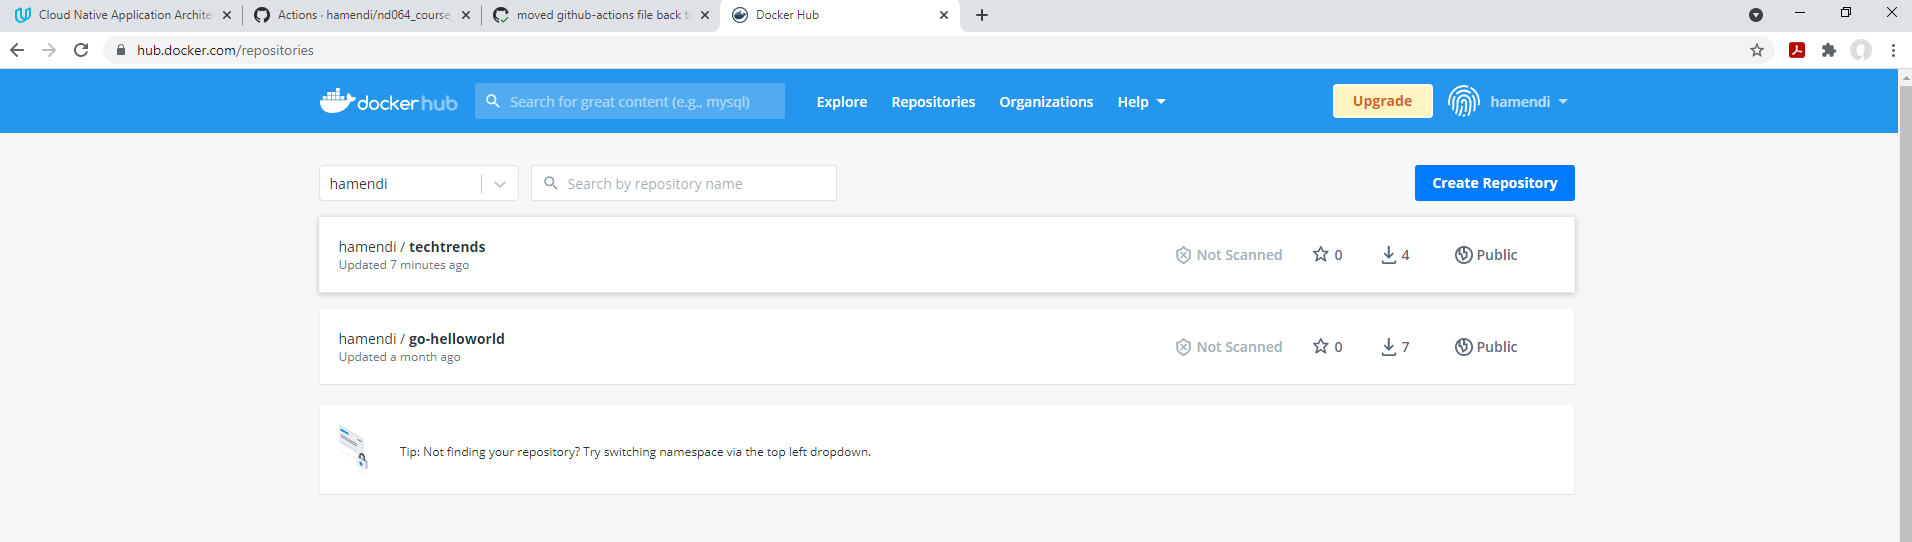 Cloud Native Application Archite
Actions · hamendi/nd064_course_
moved github-actions file back to
Docker Hub
hub.docker.com/repositories
docker hub
Search for great content (e.g., mysql)
Explore
Repositories
Organizations
Help
Upgrade
hamendi
hamendi
Search by repository name
Create Repository
hamendi / techtrends
Updated 7 minutes ago
Not Scanned
0
4
Public
hamendi / go-helloworld
Updated a month ago
Not Scanned
0
7
Public
Tip: Not finding your repository? Try switching namespace via the top left dropdown.